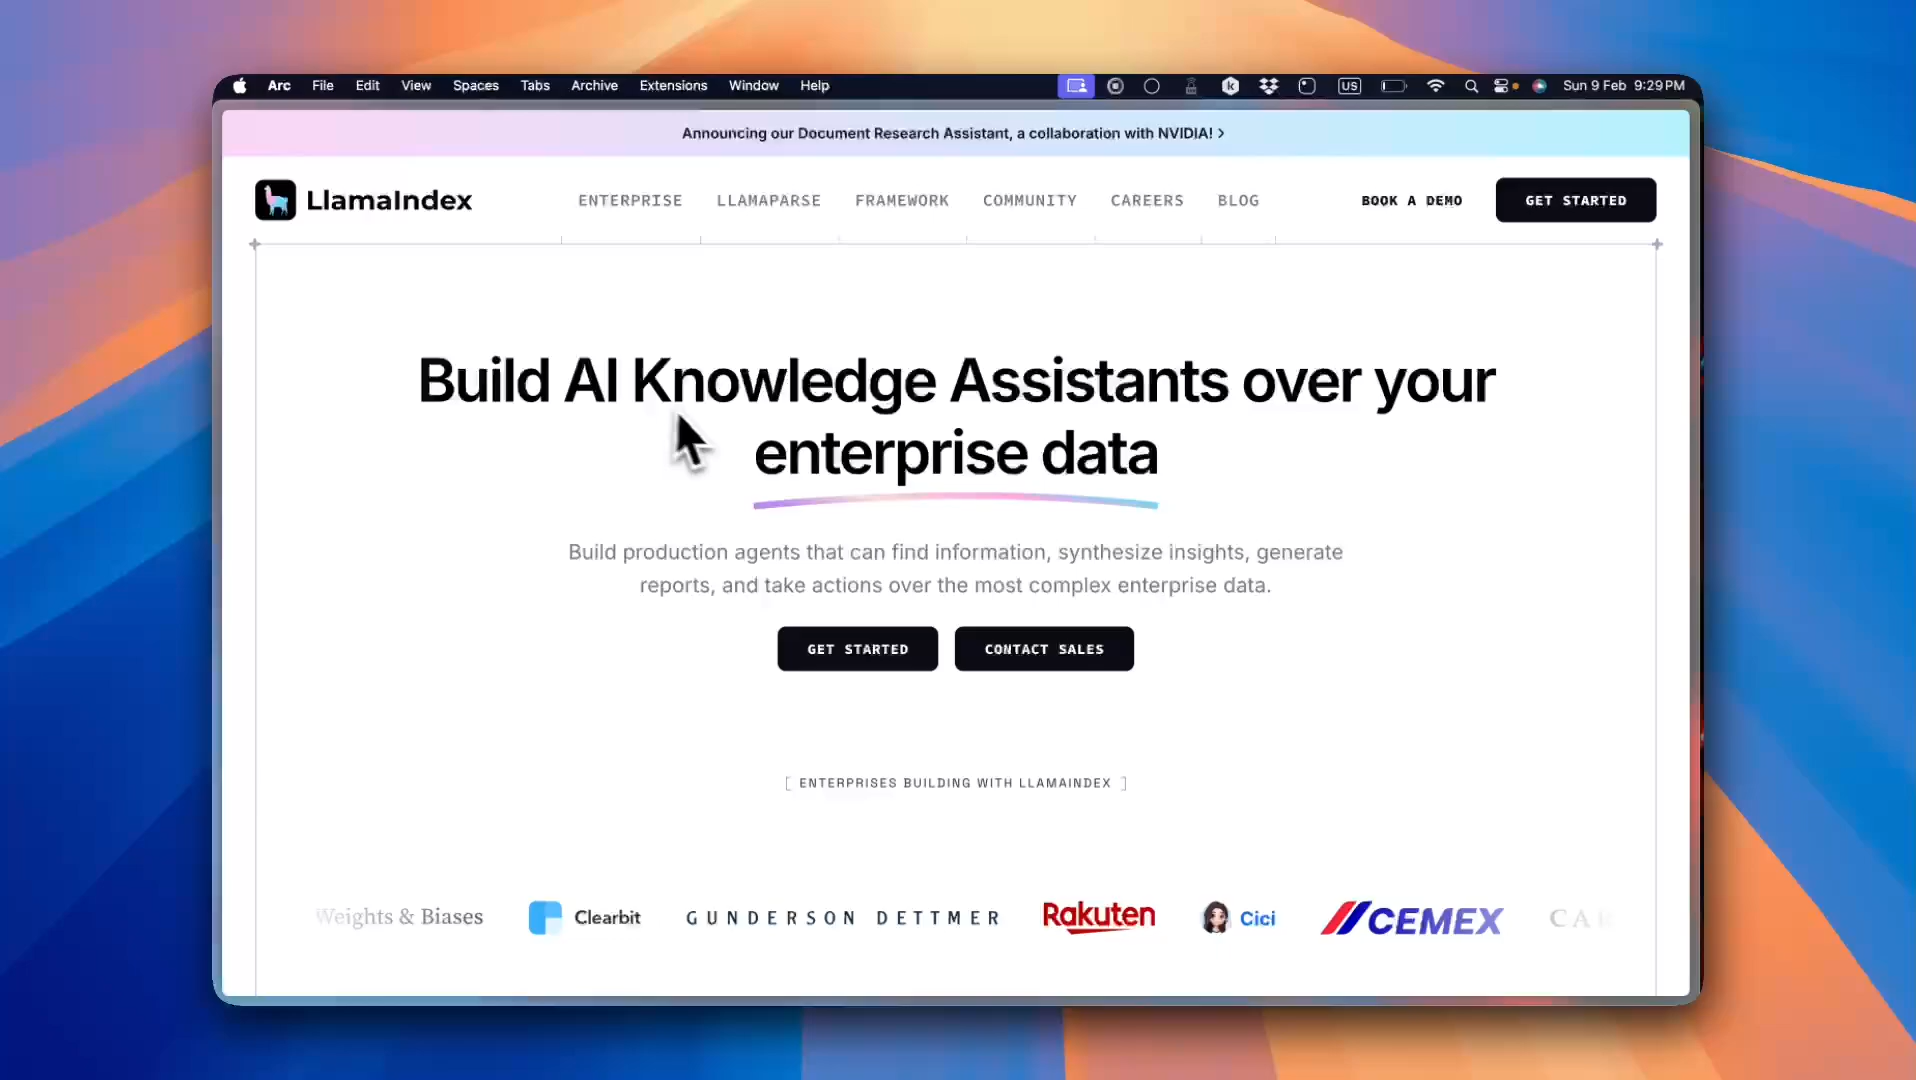 Arc File Edit View Spaces Tabs Archive Extensions Window Help US Sun 9 Feb 9:29 PM
Announcing our Document Research Assistant, a collaboration with NVIDIA! >
LlamaIndex ENTERPRISE LLAMAPARSE FRAMEWORK COMMUNITY CAREERS BLOG BOOK A DEMO GET STARTED
Build AI Knowledge Assistants over your
enterprise data
Build production agents that can find information, synthesize insights, generate
reports, and take actions over the most complex enterprise data.
GET STARTED CONTACT SALES
[ ENTERPRISES BUILDING WITH LLAMAINDEX ]
Weights & Biases Clearbit GUNDERSON DETTMER Rakuten Cici CEMEX